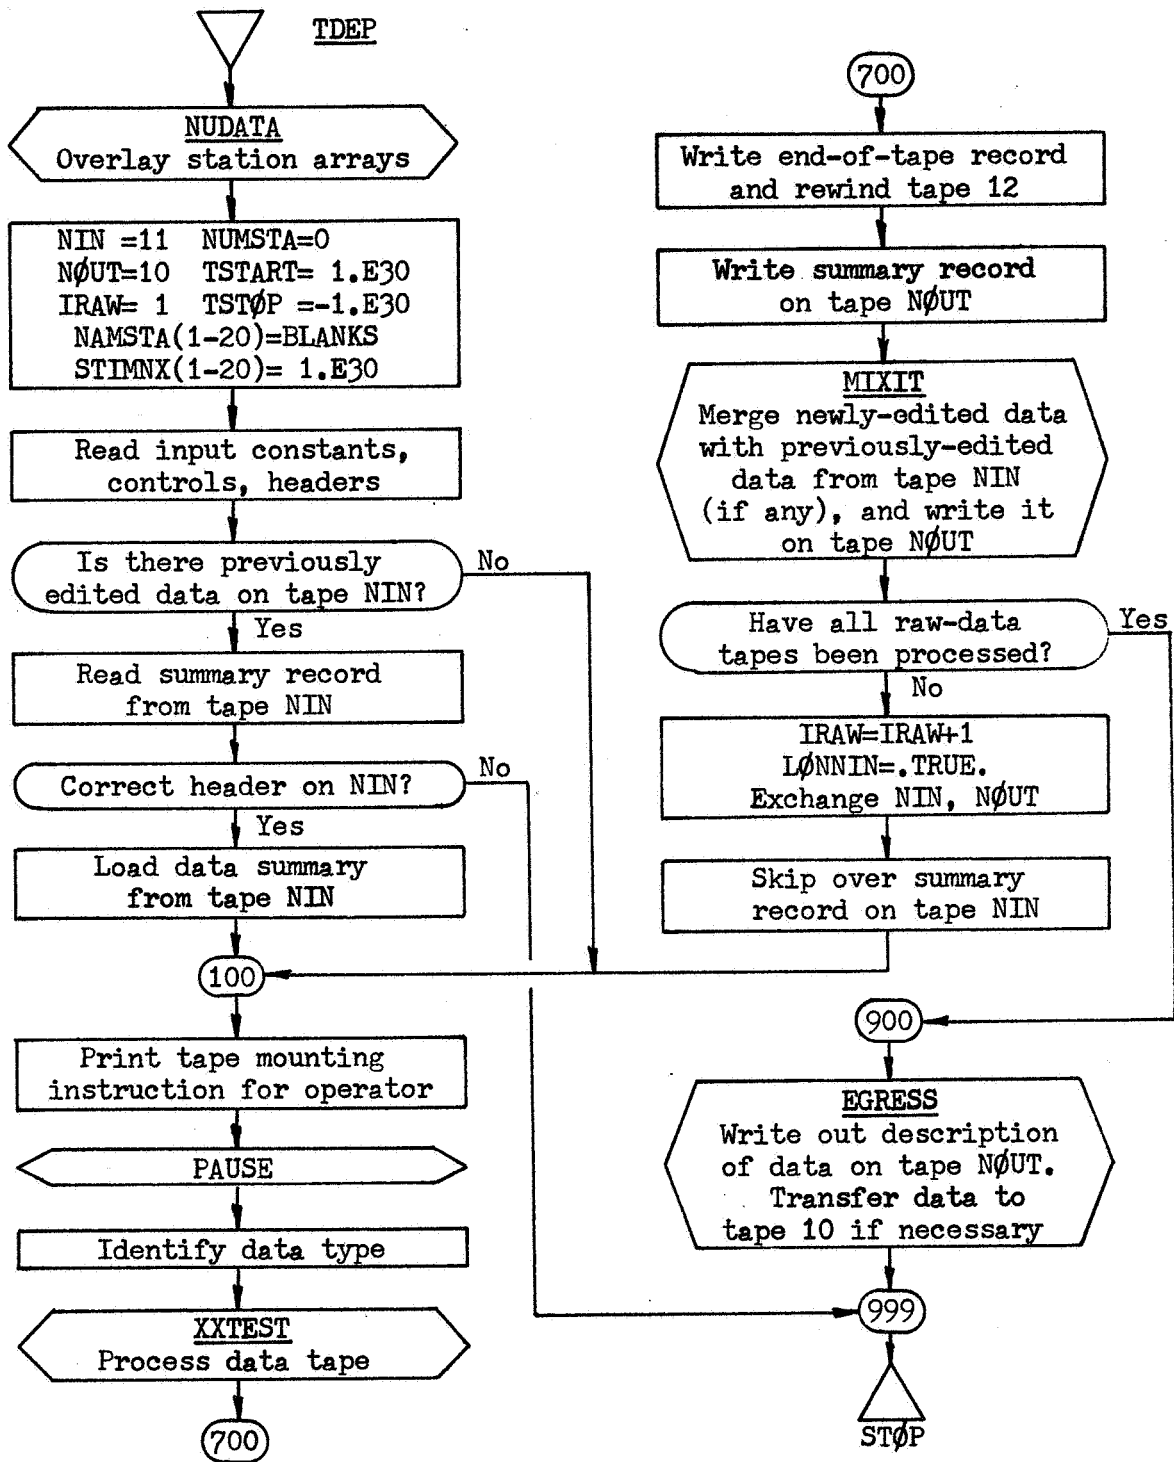 TDEP
NUDATA
Overlay station arrays
NIN =11 NUMSTA=0
NØUT=10 TSTART= 1.E30
IRAW= 1 TSTØP =-1.E30
NAMSTA(1-20)=BLANKS
STIMNX(1-20)= 1.E30
Read input constants,
controls, headers
Is there previously
edited data on tape NIN?
No
Yes
Read summary record
from tape NIN
Correct header on NIN?
No
Yes
Load data summary
from tape NIN
100
Print tape mounting
instruction for operator
PAUSE
Identify data type
XXTEST
Process data tape
700
700
Write end-of-tape record
and rewind tape 12
Write summary record
on tape NØUT
MIXIT
Merge newly-edited data
with previously-edited
data from tape NIN
(if any), and write it
on tape NØUT
Have all raw-data
tapes been processed?
Yes
No
IRAW=IRAW+1
LØNNIN=.TRUE.
Exchange NIN, NØUT
Skip over summary
record on tape NIN
900
EGRESS
Write out description
of data on tape NØUT.
Transfer data to
tape 10 if necessary
999
STØP